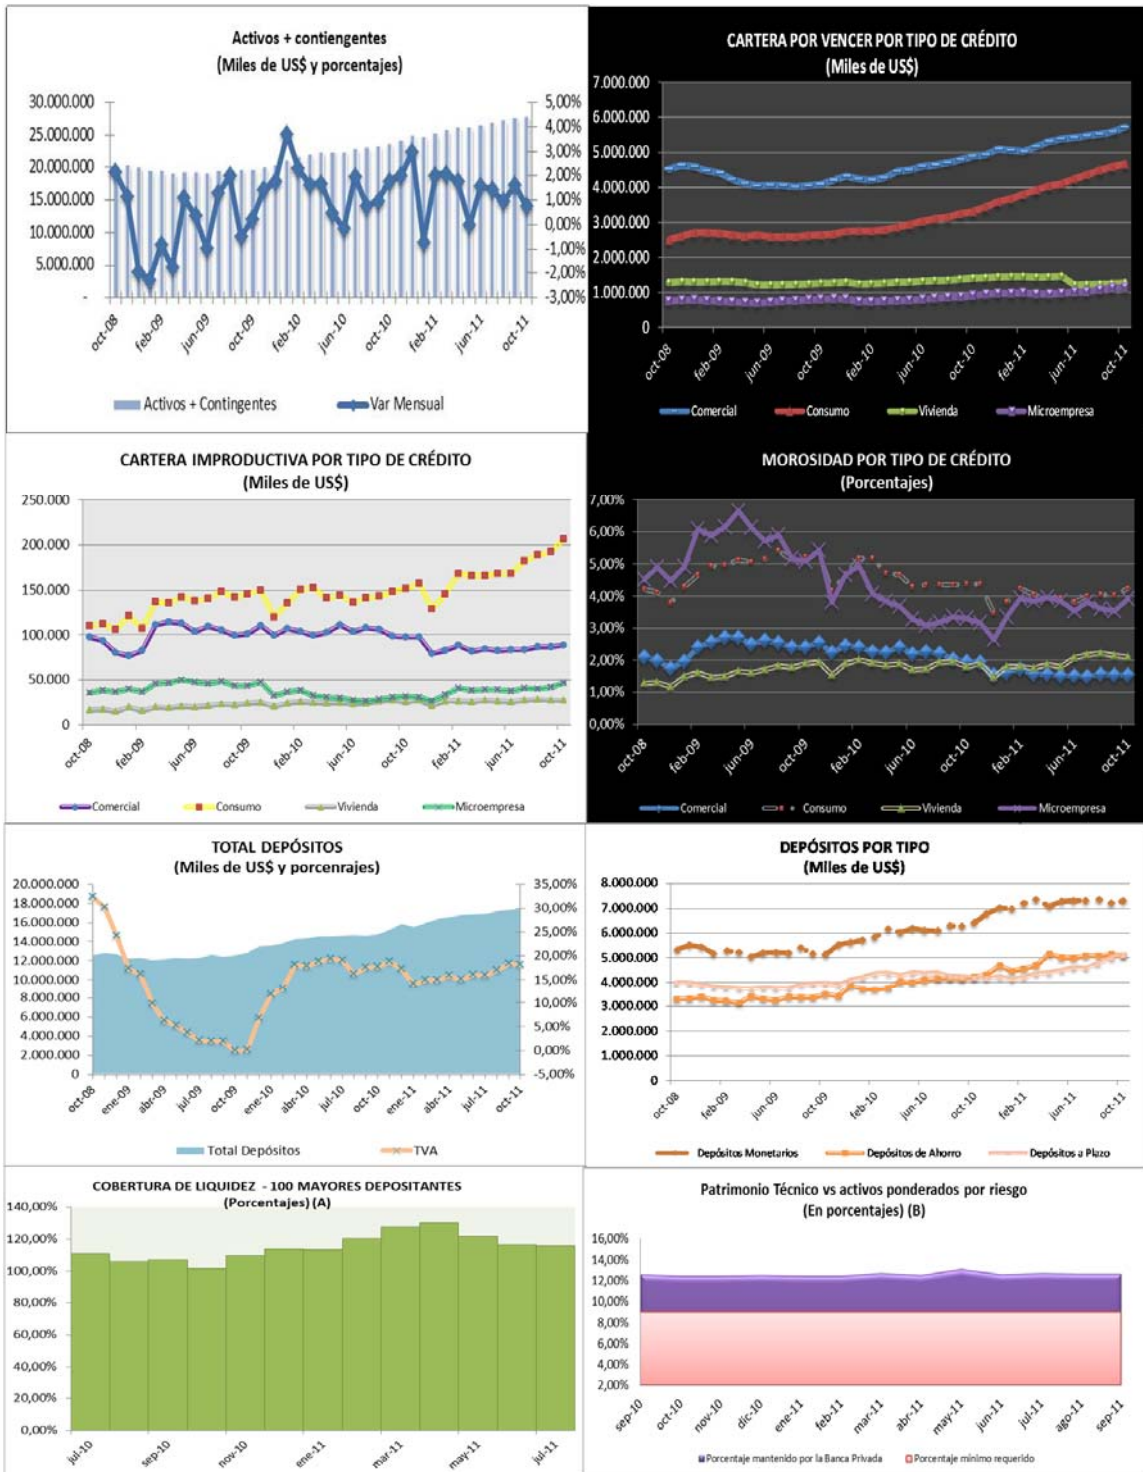 Activos + contiengentes
(Miles de US$ y porcentajes)
30.000.000
25.000.000
20.000.000
15.000.000
10.000.000
5.000.000
-
5,00%
4,00%
3,00%
2,00%
1,00%
0,00%
-1,00%
-2,00%
-3,00%
oct-08
feb-09
jun-09
oct-09
feb-10
jun-10
oct-10
feb-11
jun-11
oct-11
Activos + Contingentes
Var Mensual
CARTERA POR VENCER POR TIPO DE CRÉDITO
(Miles de US$)
7.000.000
6.000.000
5.000.000
4.000.000
3.000.000
2.000.000
1.000.000
0
oct-08
feb-09
jun-09
oct-09
feb-10
jun-10
oct-10
feb-11
jun-11
oct-11
Comercial
Consumo
Vivienda
Microempresa
CARTERA IMPRODUCTIVA POR TIPO DE CRÉDITO
(Miles de US$)
250.000
200.000
150.000
100.000
50.000
0
oct-08
feb-09
jun-09
oct-09
feb-10
jun-10
oct-10
feb-11
jun-11
oct-11
Comercial
Consumo
Vivienda
Microempresa
MOROSIDAD POR TIPO DE CRÉDITO
(Porcentajes)
7,00%
6,00%
5,00%
4,00%
3,00%
2,00%
1,00%
0,00%
oct-08
feb-09
jun-09
oct-09
feb-10
jun-10
oct-10
feb-11
jun-11
oct-11
Comercial
Consumo
Vivienda
Microempresa
TOTAL DEPÓSITOS
(Miles de US$ y porcenrajes)
20.000.000
18.000.000
16.000.000
14.000.000
12.000.000
10.000.000
8.000.000
6.000.000
4.000.000
2.000.000
0
35,00%
30,00%
25,00%
20,00%
15,00%
10,00%
5,00%
0,00%
-5,00%
oct-08
ene-09
abr-09
jul-09
oct-09
ene-10
abr-10
jul-10
oct-10
ene-11
abr-11
jul-11
oct-11
Total Depósitos
TVA
DEPÓSITOS POR TIPO
(Miles de US$)
8.000.000
7.000.000
6.000.000
5.000.000
4.000.000
3.000.000
2.000.000
1.000.000
0
oct-08
feb-09
jun-09
oct-09
feb-10
jun-10
oct-10
feb-11
jun-11
oct-11
Depósitos Monetarios
Depósitos de Ahorro
Depósitos a Plazo
COBERTURA DE LIQUIDEZ - 100 MAYORES DEPOSITANTES
(Porcentajes) (A)
140,00%
120,00%
100,00%
80,00%
60,00%
40,00%
20,00%
0,00%
jul-10
sep-10
nov-10
ene-11
mar-11
may-11
jul-11
Patrimonio Técnico vs activos ponderados por riesgo
(En porcentajes) (B)
16,00%
14,00%
12,00%
10,00%
8,00%
6,00%
4,00%
2,00%
sep-10
oct-10
nov-10
dic-10
ene-11
feb-11
mar-11
abr-11
may-11
jun-11
jul-11
ago-11
sep-11
Porcentaje mantenido por la Banca Privada
Porcentaje mínimo requerido